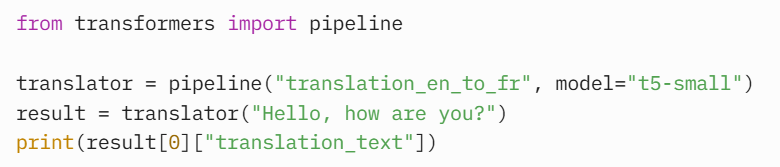 from transformers import pipeline
translator = pipeline("translation_en_to_fr", model="t5-small")
result = translator("Hello, how are you?")
print(result[0]["translation_text"])